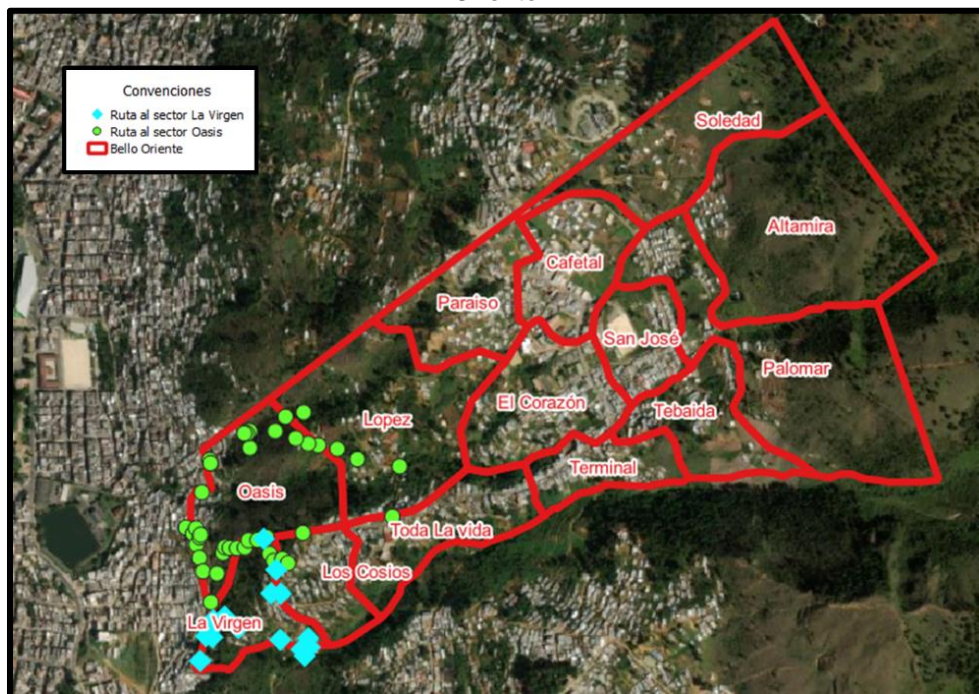 Convenciones
Ruta al sector La Virgen
Ruta al sector Oasis
Bello Oriente
Soledad
Altamira
Cafetal
Paraiso
San José
Palomar
El Corazón
Lopez
Tebaida
Terminal
Oasis
Toda La vida
Los Cosios
La Virgen